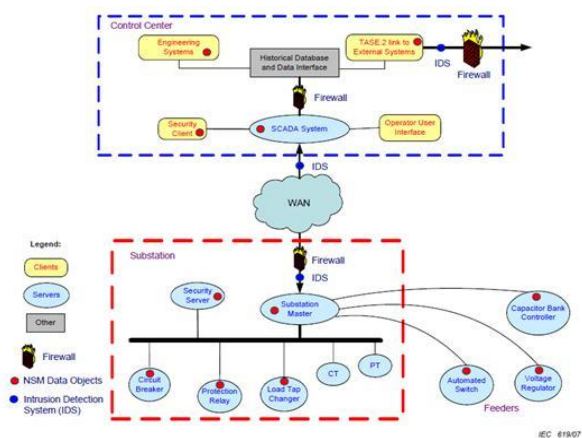 Control Center
Engineering
Systems
TASE.2 link to
External Systems
Historical Database
and Data Interface
IDS
Firewall
Firewall
Security
Client
SCADA System
Operator User
Interface
IDS
WAN
Legend:
Clients
Servers
Other
Firewall
NSM Data Objects
Intrusion Detection
System (IDS)
Substation
Firewall
IDS
Security
Server
Substation
Master
Capacitor Bank
Controller
Circuit
Breaker
Protection
Relay
Load Tap
Changer
CT
PT
Automated
Switch
Voltage
Regulator
Feeders
IEC 619/07